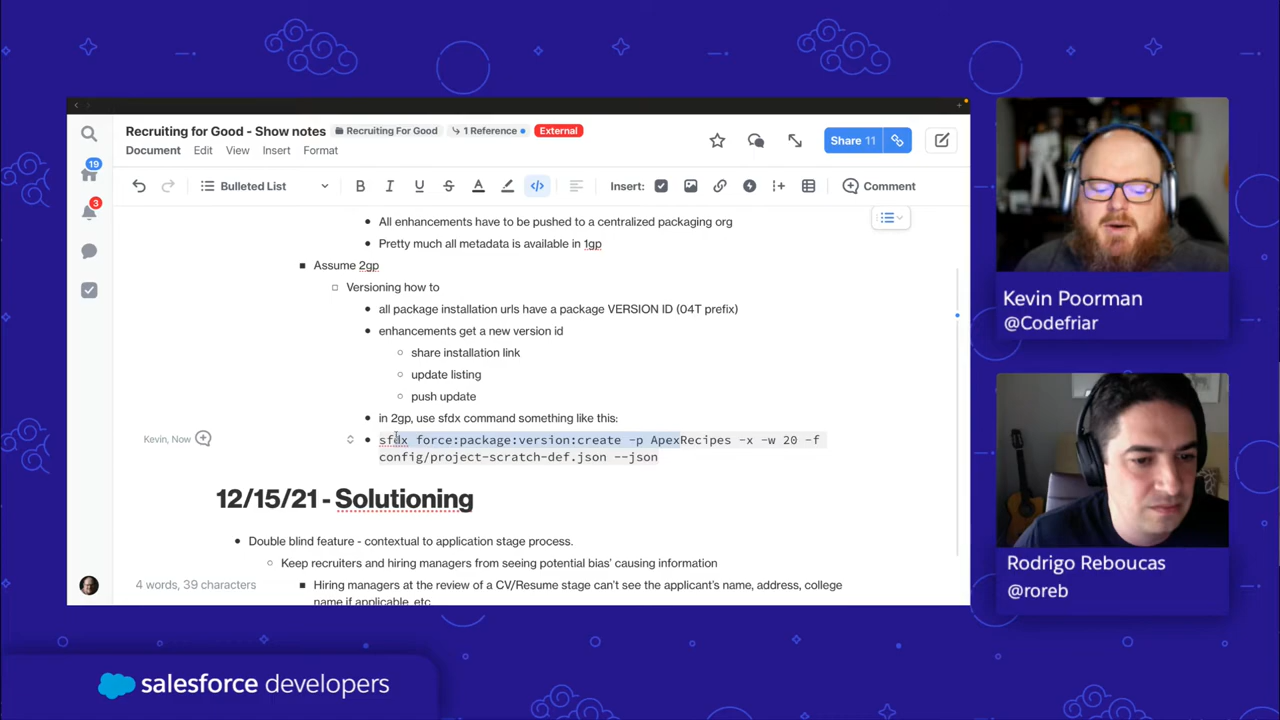 Recruiting for Good - Show notes Recruiting For Good 1 Reference External
Document Edit View Insert Format
Share 11
19
3
Bulleted List B I U S A </> Insert: Comment
All enhancements have to be pushed to a centralized packaging org
Pretty much all metadata is available in 1gp
Assume 2gp
Versioning how to
all package installation urls have a package VERSION ID (04T prefix)
enhancements get a new version id
share installation link
update listing
push update
in 2gp, use sfdx command something like this:
Kevin, Now
sfdx force:package:version:create -p ApexRecipes -x -w 20 -f
config/project-scratch-def.json --json
12/15/21 - Solutioning
Double blind feature - contextual to application stage process.
Keep recruiters and hiring managers from seeing potential bias' causing information
Hiring managers at the review of a CV/Resume stage can't see the applicant's name, address, college
name if applicable, etc
4 words, 39 characters
Kevin Poorman
@Codefriar
Rodrigo Reboucas
@roreb
salesforce developers